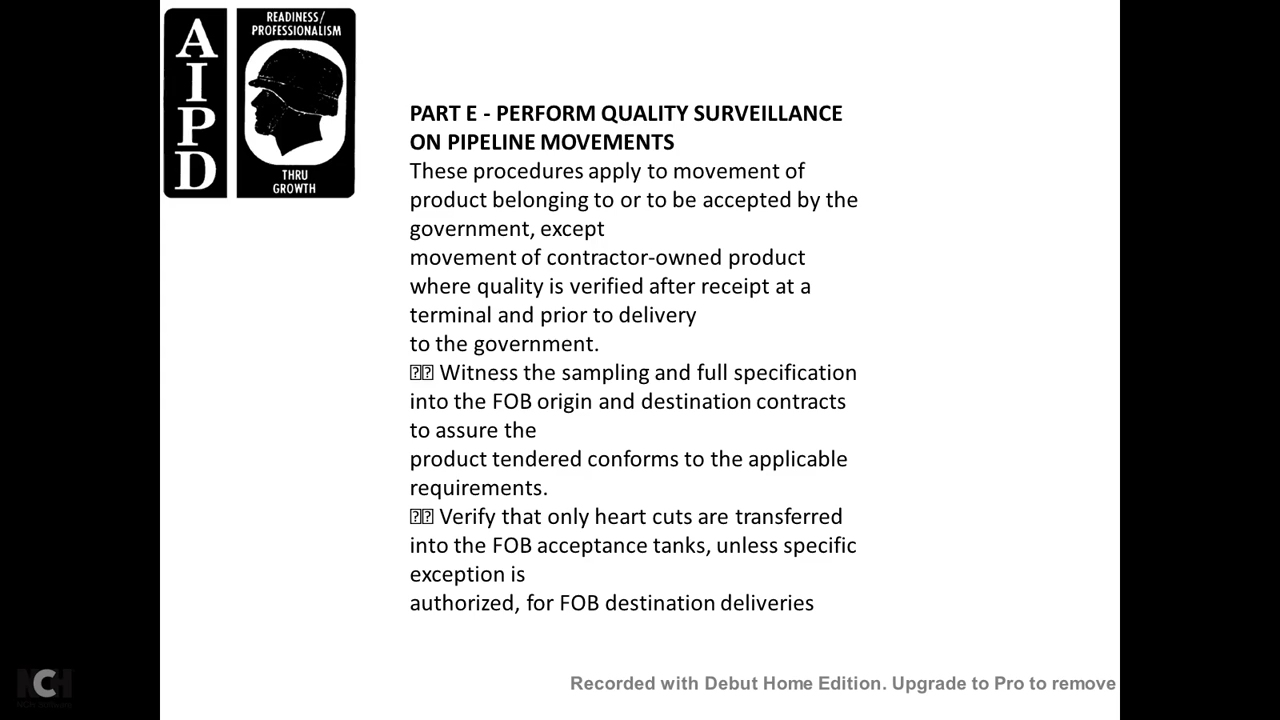 AIPD
READINESS/
PROFESSIONALISM
THRU
GROWTH
PART E - PERFORM QUALITY SURVEILLANCE
ON PIPELINE MOVEMENTS
These procedures apply to movement of
product belonging to or to be accepted by the
government, except
movement of contractor-owned product
where quality is verified after receipt at a
terminal and prior to delivery
to the government.
Witness the sampling and full specification
into the FOB origin and destination contracts
to assure the
product tendered conforms to the applicable
requirements.
Verify that only heart cuts are transferred
into the FOB acceptance tanks, unless specific
exception is
authorized, for FOB destination deliveries
NCH
Recorded with Debut Home Edition. Upgrade to Pro to remove